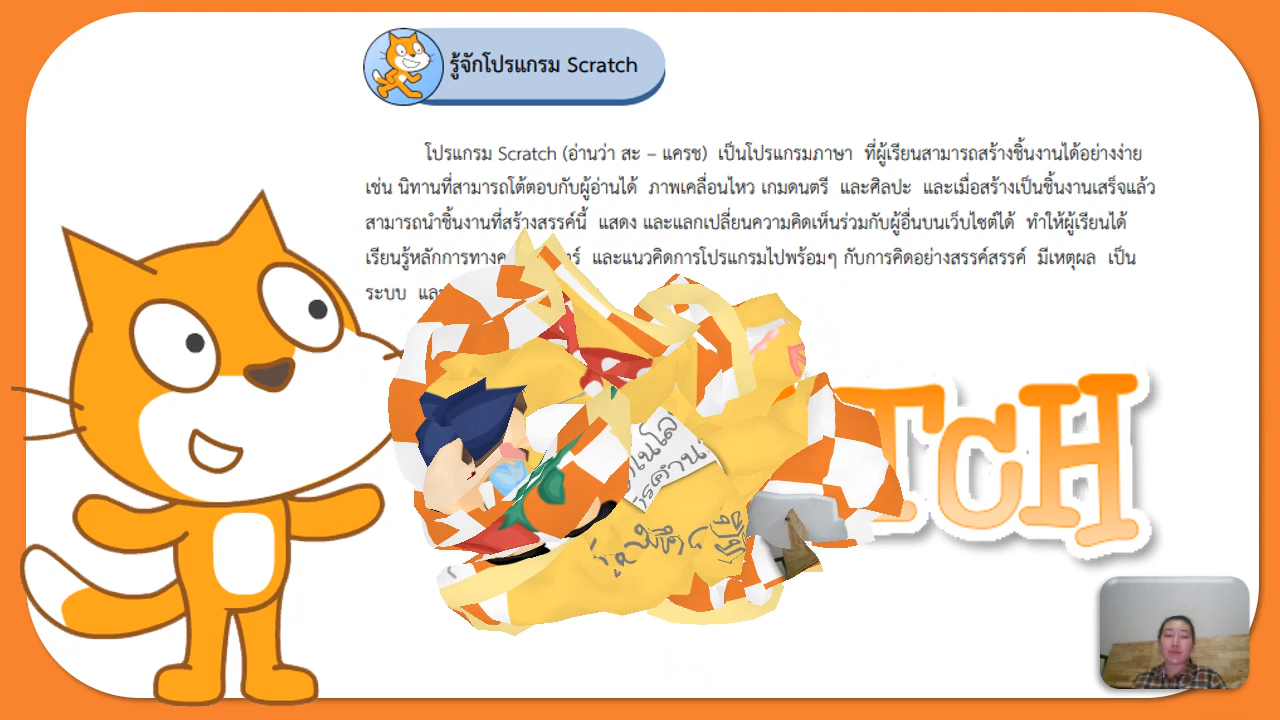 รู้จักโปรแกรม Scratch
โปรแกรม Scratch (อ่านว่า สะ – แครช) เป็นโปรแกรมภาษา ที่ผู้เรียนสามารถสร้างชิ้นงานได้อย่างง่าย
เช่น นิทานที่สามารถโต้ตอบกับผู้อ่านได้ ภาพเคลื่อนไหว เกมดนตรี และศิลปะ และเมื่อสร้างเป็นชิ้นงานเสร็จแล้ว
สามารถนำชิ้นงานที่สร้างสรรค์นี้ แสดง และแลกเปลี่ยนความคิดเห็นร่วมกับผู้อื่นบนเว็บไซต์ได้ ทำให้ผู้เรียนได้
เรียนรู้หลักการทาง และแนวคิดการโปรแกรมไปพร้อมๆ กับการคิดอย่างสรรค์สรรค์ มีเหตุผล เป็น
ระบบ
TCH